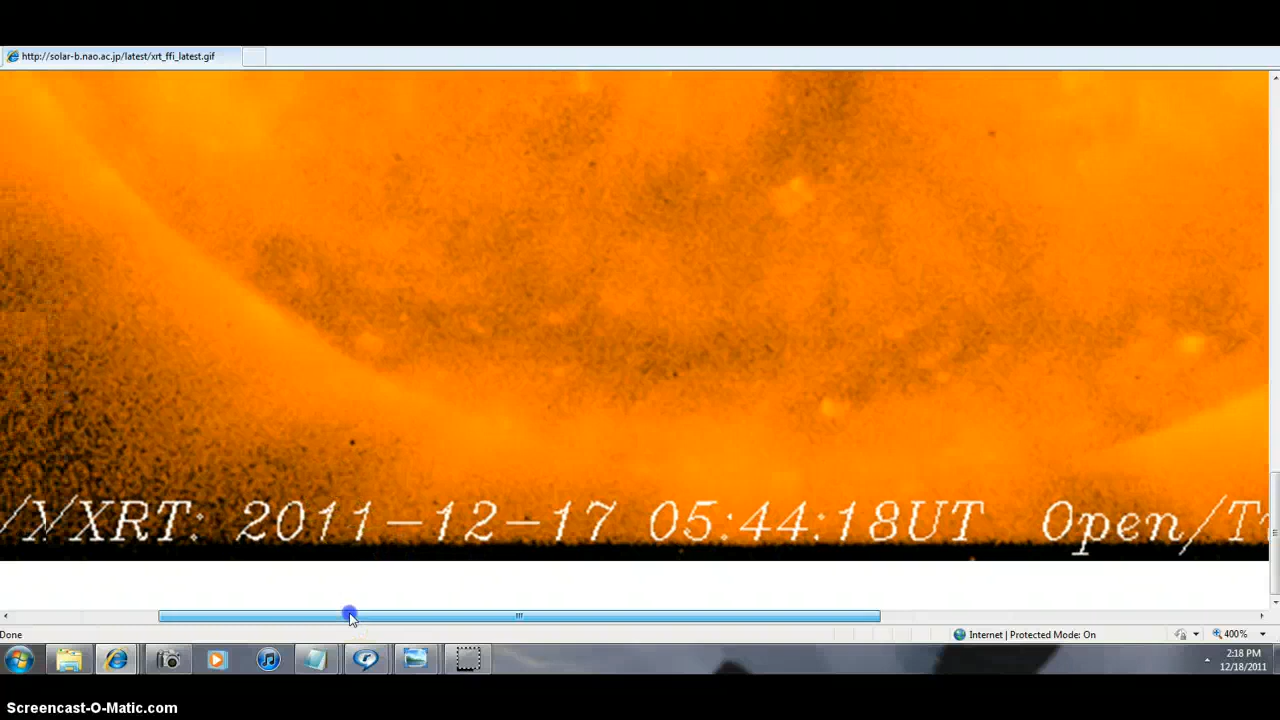 http://solar-b.nao.ac.jp/latest/xrt_ffi_latest.gif
/XRT: 2011-12-17 05:44:18UT Open/
Done
Internet | Protected Mode: On
400%
2:18 PM
12/18/2011
Screencast-O-Matic.com